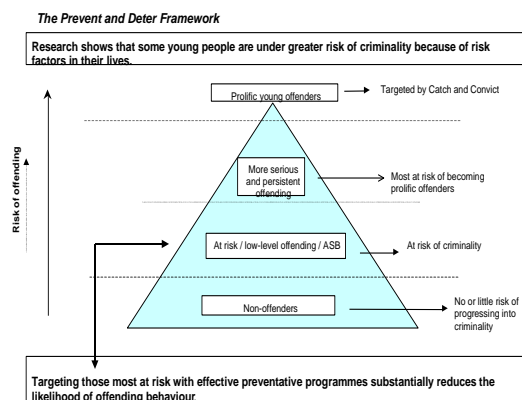 The Prevent and Deter Framework
Research shows that some young people are under greater risk of criminality because of risk
factors in their lives.
Prolific young offenders
Targeted by Catch and Convict
More serious
and persistent
offending
Most at risk of becoming
prolific offenders
Risk of offending
At risk / low-level offending / ASB
At risk of criminality
Non-offenders
No or little risk of
progressing into
criminality
Targeting those most at risk with effective preventative programmes substantially reduces the
likelihood of offending behaviour.